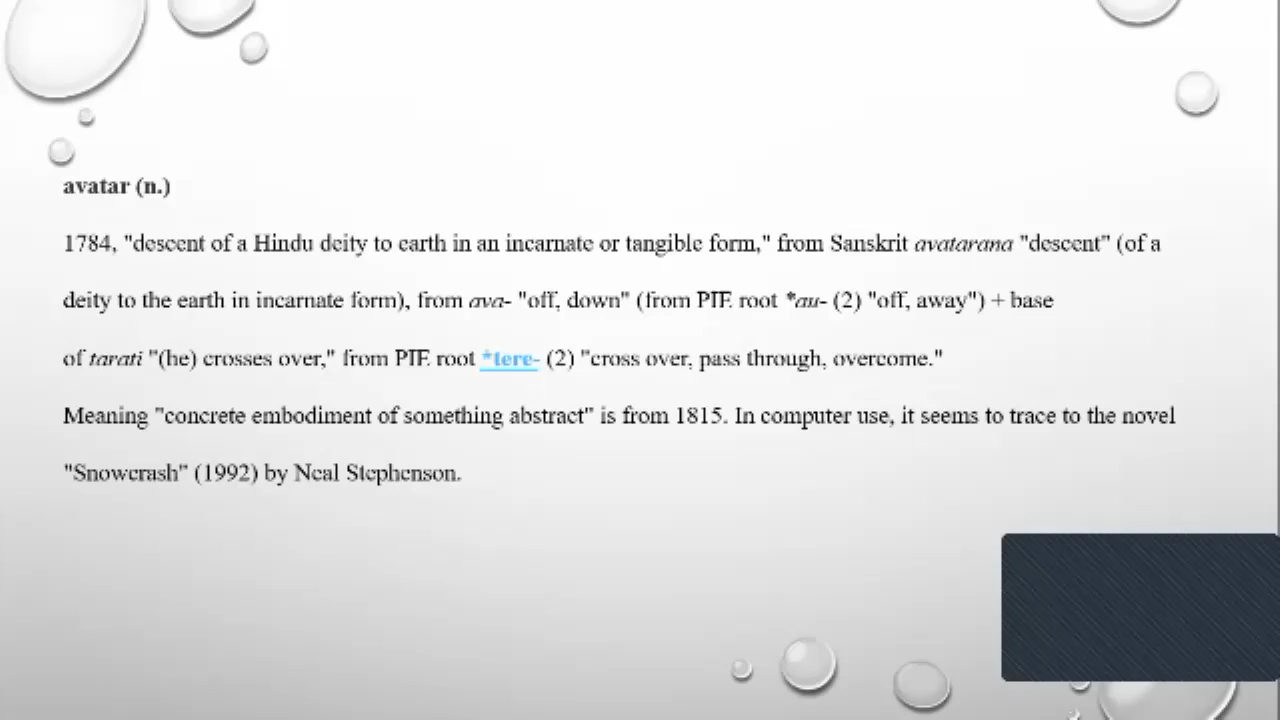 avatar (n.)
1784, "descent of a Hindu deity to earth in an incarnate or tangible form," from Sanskrit avatarana "descent" (of a
deity to the earth in incarnate form), from ava- "off, down" (from PIE root *au- (2) "off, away") + base
of tarati "(he) crosses over," from PIE root *tere- (2) "cross over, pass through, overcome."
Meaning "concrete embodiment of something abstract" is from 1815. In computer use, it seems to trace to the novel
"Snowcrash" (1992) by Neal Stephenson.